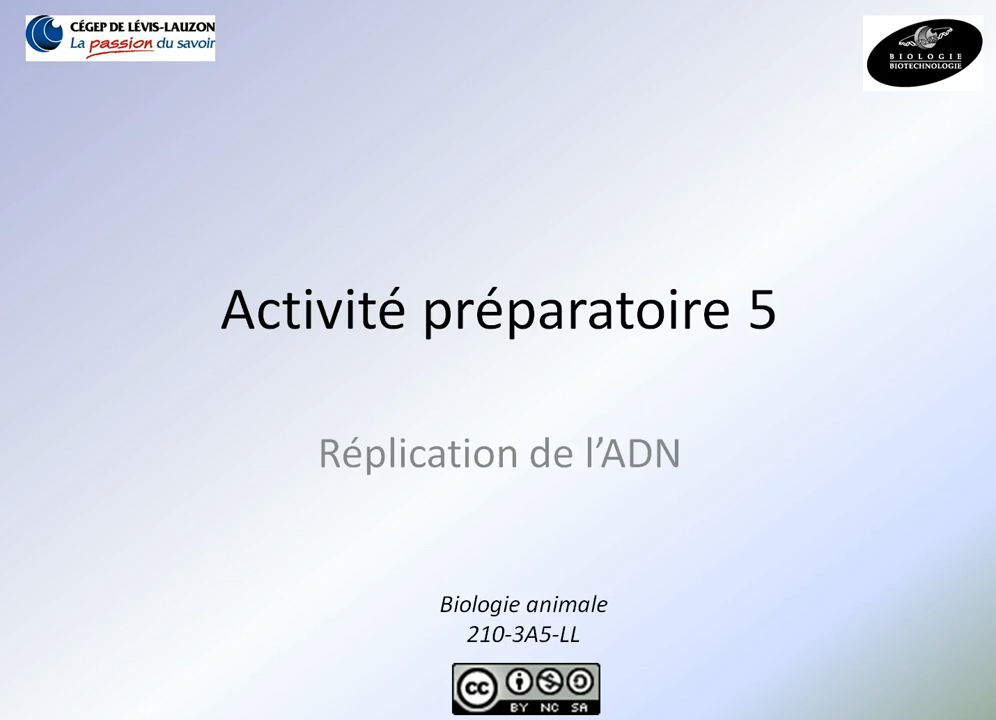 CÉGEP DE LÉVIS-LAUZON
La passion du savoir
BIOLOGIE
BIOTECHNOLOGIE
Activité préparatoire 5
Réplication de l’ADN
Biologie animale
210-3A5-LL
cc
BY NC SA